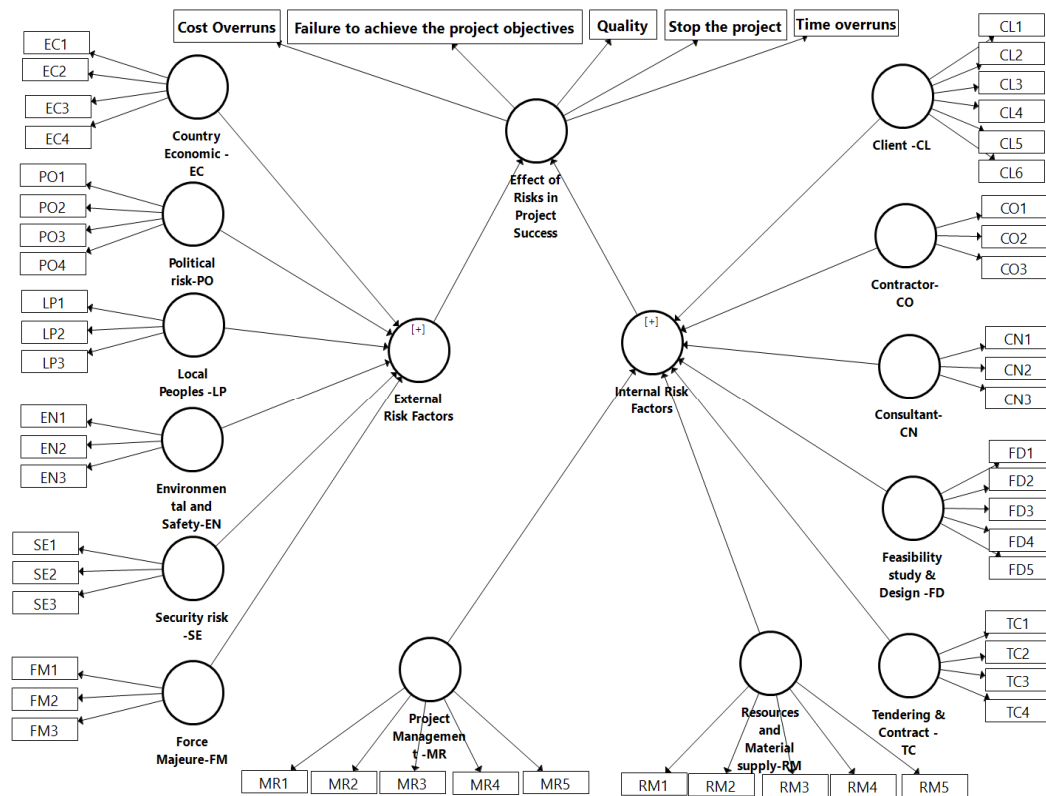 Cost Overruns
Failure to achieve the project objectives
Quality
Stop the project
Time overruns
EC1
EC2
EC3
EC4
Country
Economic -
EC
PO1
PO2
PO3
PO4
Political
risk-PO
LP1
LP2
LP3
Local
Peoples -LP
EN1
EN2
EN3
Environmen
tal and
Safety-EN
SE1
SE2
SE3
Security risk
-SE
FM1
FM2
FM3
Force
Majeure-FM
Effect of
Risks in
Project
Success
[+]
External
Risk Factors
[+]
Internal Risk
Factors
CL1
CL2
CL3
CL4
CL5
CL6
Client -CL
CO1
CO2
CO3
Contractor-
CO
CN1
CN2
CN3
Consultant-
CN
FD1
FD2
FD3
FD4
FD5
Feasibility
study &
Design -FD
TC1
TC2
TC3
TC4
Tendering &
Contract -
TC
Project
Managemen
t -MR
MR1
MR2
MR3
MR4
MR5
Resources
and
Material
supply-RM
RM1
RM2
RM3
RM4
RM5